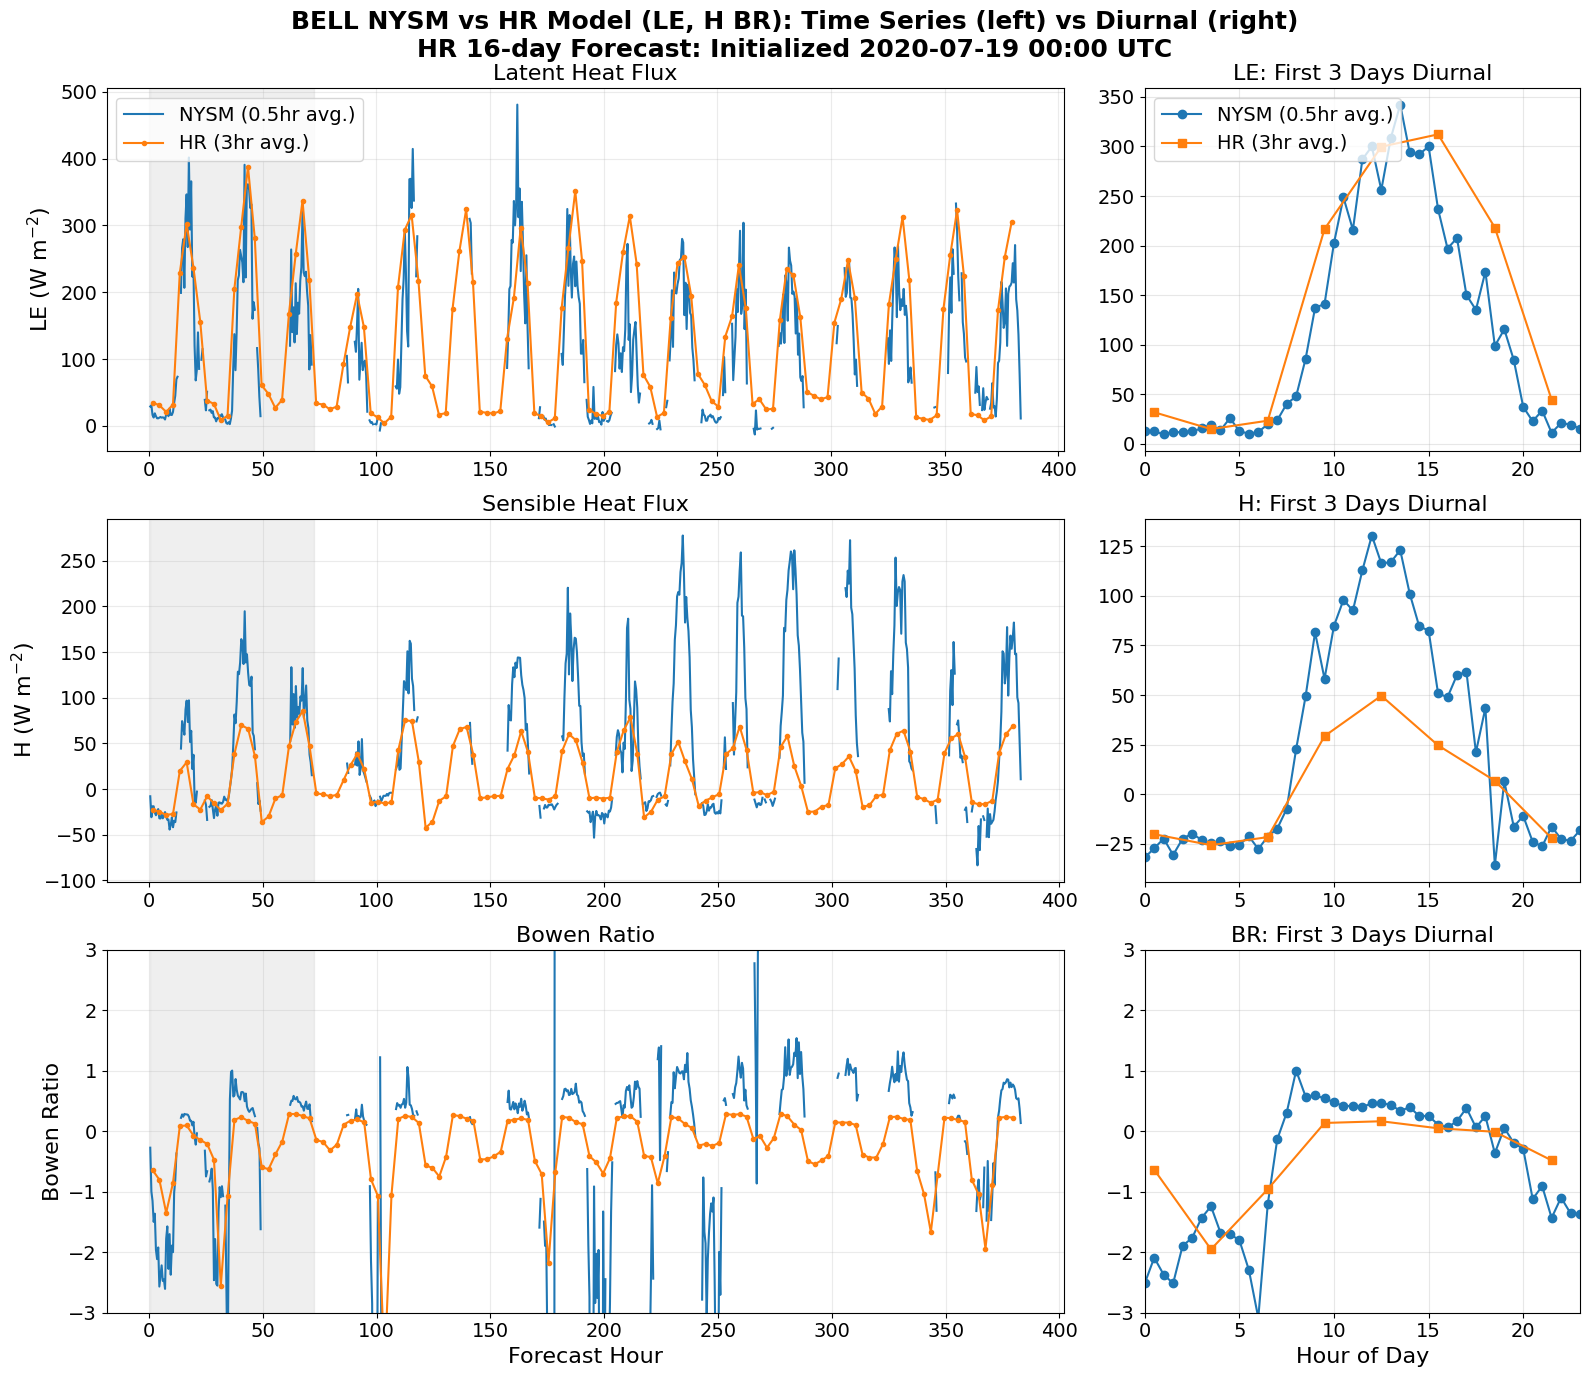 BELL NYSM vs HR Model (LE, H BR): Time Series (left) vs Diurnal (right)
HR 16-day Forecast: Initialized 2020-07-19 00:00 UTC
Latent Heat Flux
LE (W m−2)
500
400
300
200
100
0
NYSM (0.5hr avg.)
HR (3hr avg.)
0 50 100 150 200 250 300 350 400
LE: First 3 Days Diurnal
350
300
250
200
150
100
50
0
NYSM (0.5hr avg.)
HR (3hr avg.)
0 5 10 15 20
Sensible Heat Flux
H (W m−2)
250
200
150
100
50
0
−50
−100
0 50 100 150 200 250 300 350 400
H: First 3 Days Diurnal
125
100
75
50
25
0
−25
0 5 10 15 20
Bowen Ratio
Bowen Ratio
3
2
1
0
−1
−2
−3
0 50 100 150 200 250 300 350 400
Forecast Hour
BR: First 3 Days Diurnal
3
2
1
0
−1
−2
−3
0 5 10 15 20
Hour of Day